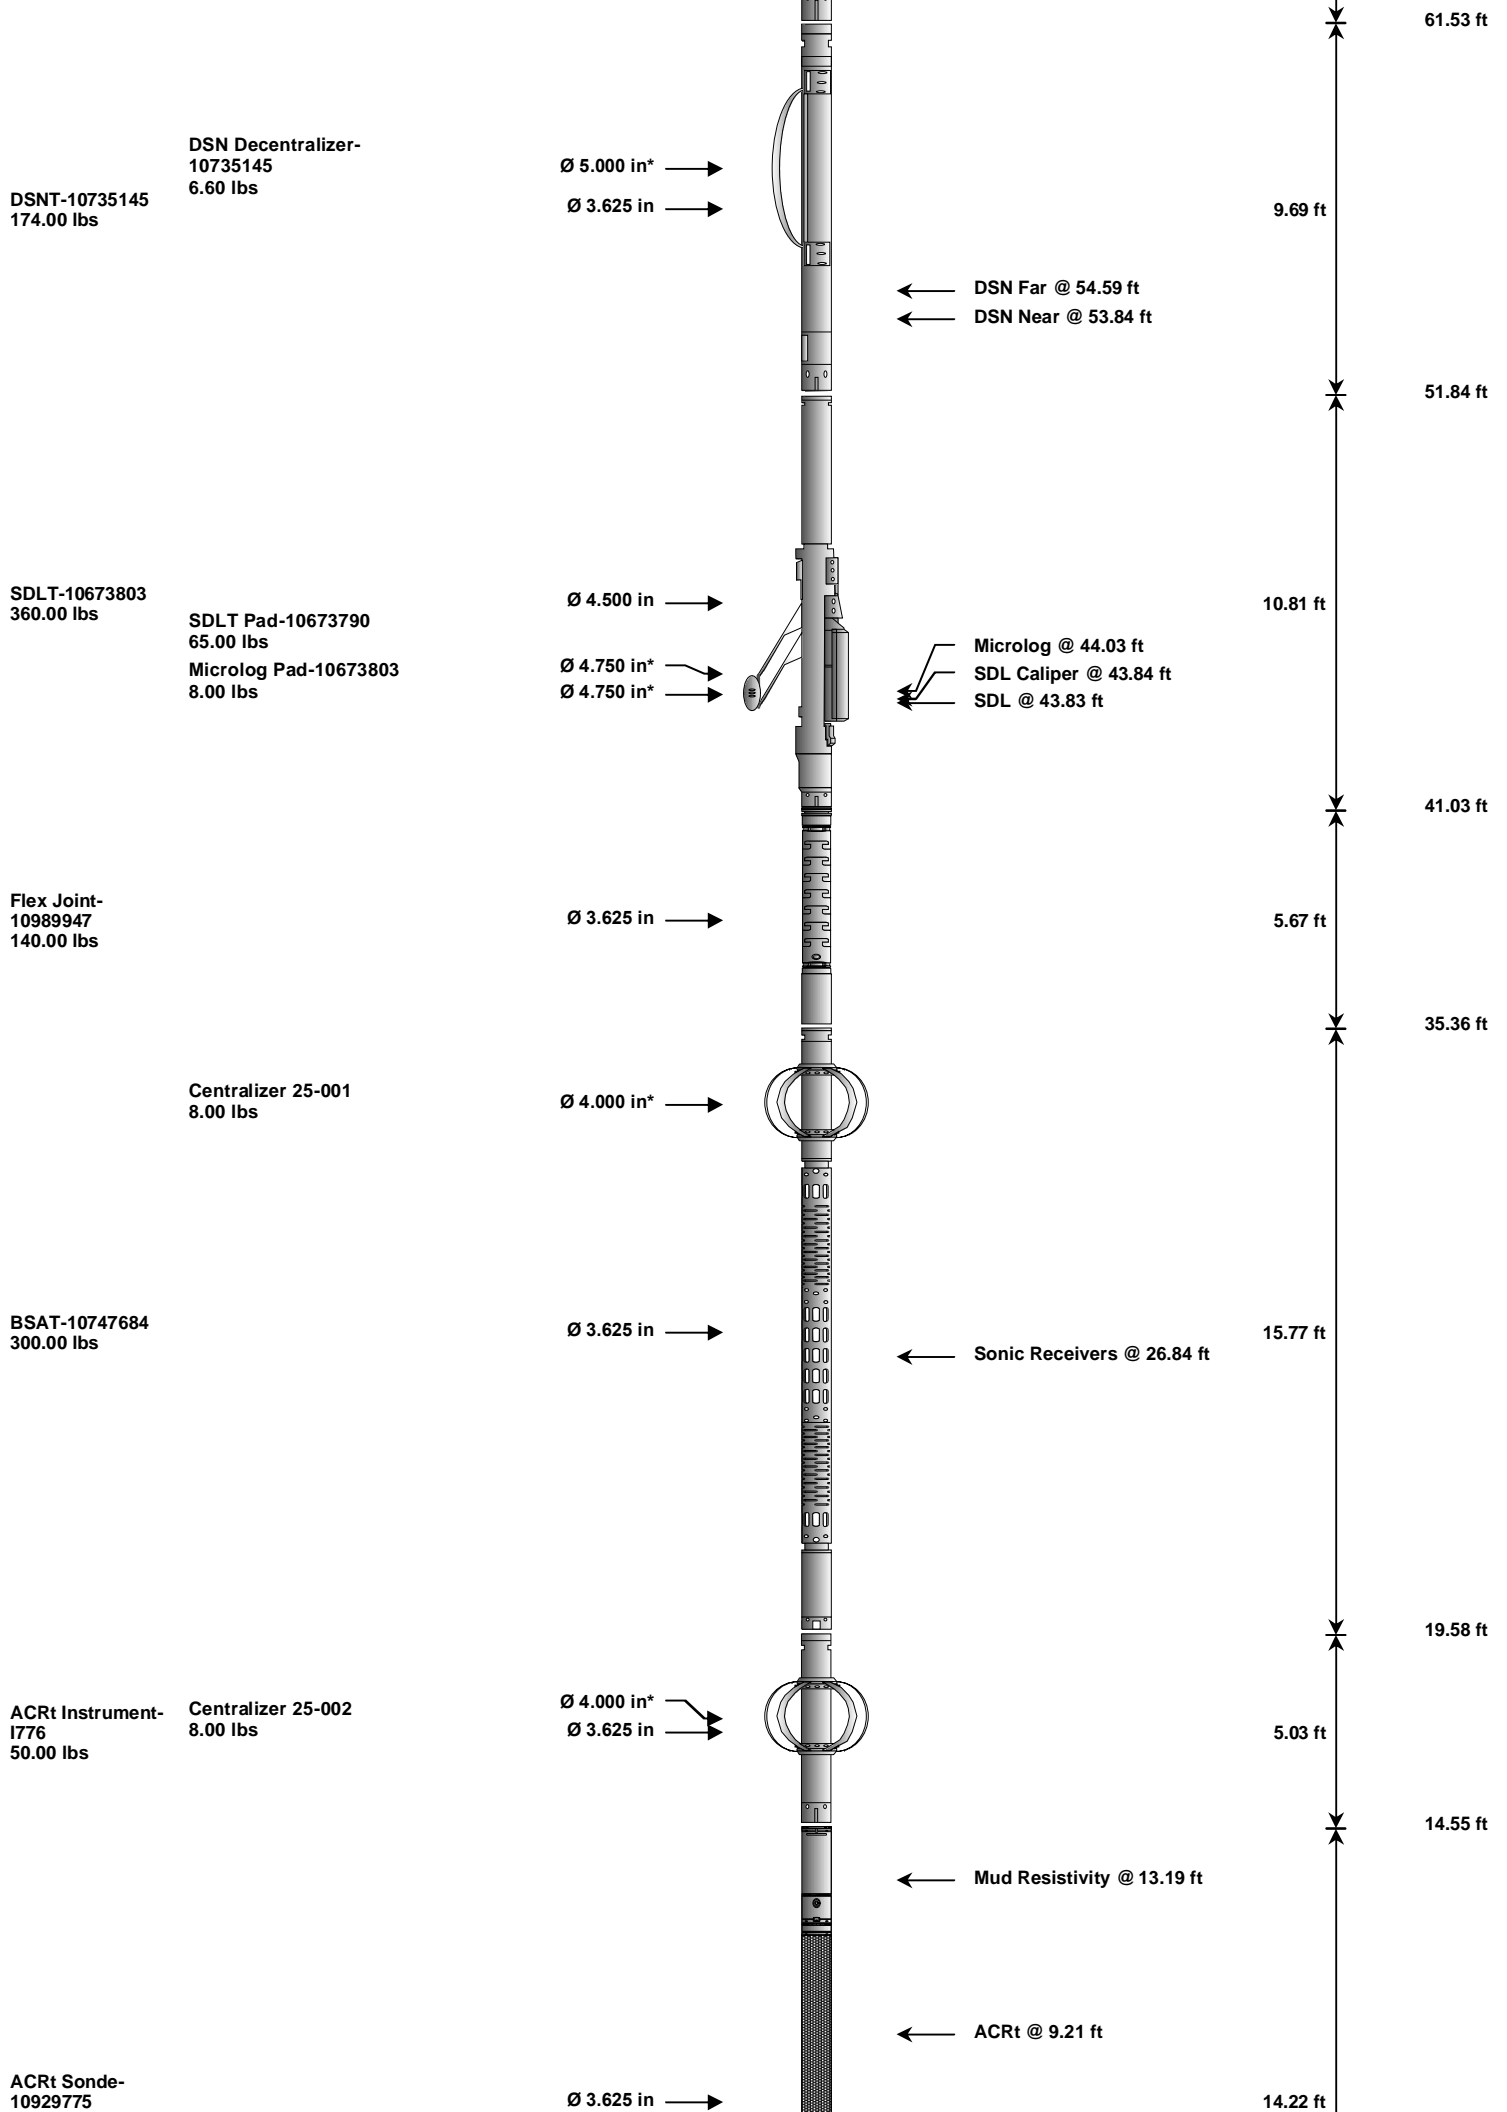 61.53 ft
DSN Decentralizer-
10735145
6.60 lbs
Ø 5.000 in*
DSNT-10735145
174.00 lbs
Ø 3.625 in
9.69 ft
DSN Far @ 54.59 ft
DSN Near @ 53.84 ft
51.84 ft
SDLT-10673803
360.00 lbs
Ø 4.500 in
10.81 ft
SDLT Pad-10673790
65.00 lbs
Microlog Pad-10673803
8.00 lbs
Ø 4.750 in*
Ø 4.750 in*
Microlog @ 44.03 ft
SDL Caliper @ 43.84 ft
SDL @ 43.83 ft
41.03 ft
Flex Joint-
10989947
140.00 lbs
Ø 3.625 in
5.67 ft
35.36 ft
Centralizer 25-001
8.00 lbs
Ø 4.000 in*
BSAT-10747684
300.00 lbs
Ø 3.625 in
15.77 ft
Sonic Receivers @ 26.84 ft
19.58 ft
ACRt Instrument-
I776
50.00 lbs
Centralizer 25-002
8.00 lbs
Ø 4.000 in*
Ø 3.625 in
5.03 ft
14.55 ft
Mud Resistivity @ 13.19 ft
ACRt @ 9.21 ft
ACRt Sonde-
10929775
Ø 3.625 in
14.22 ft